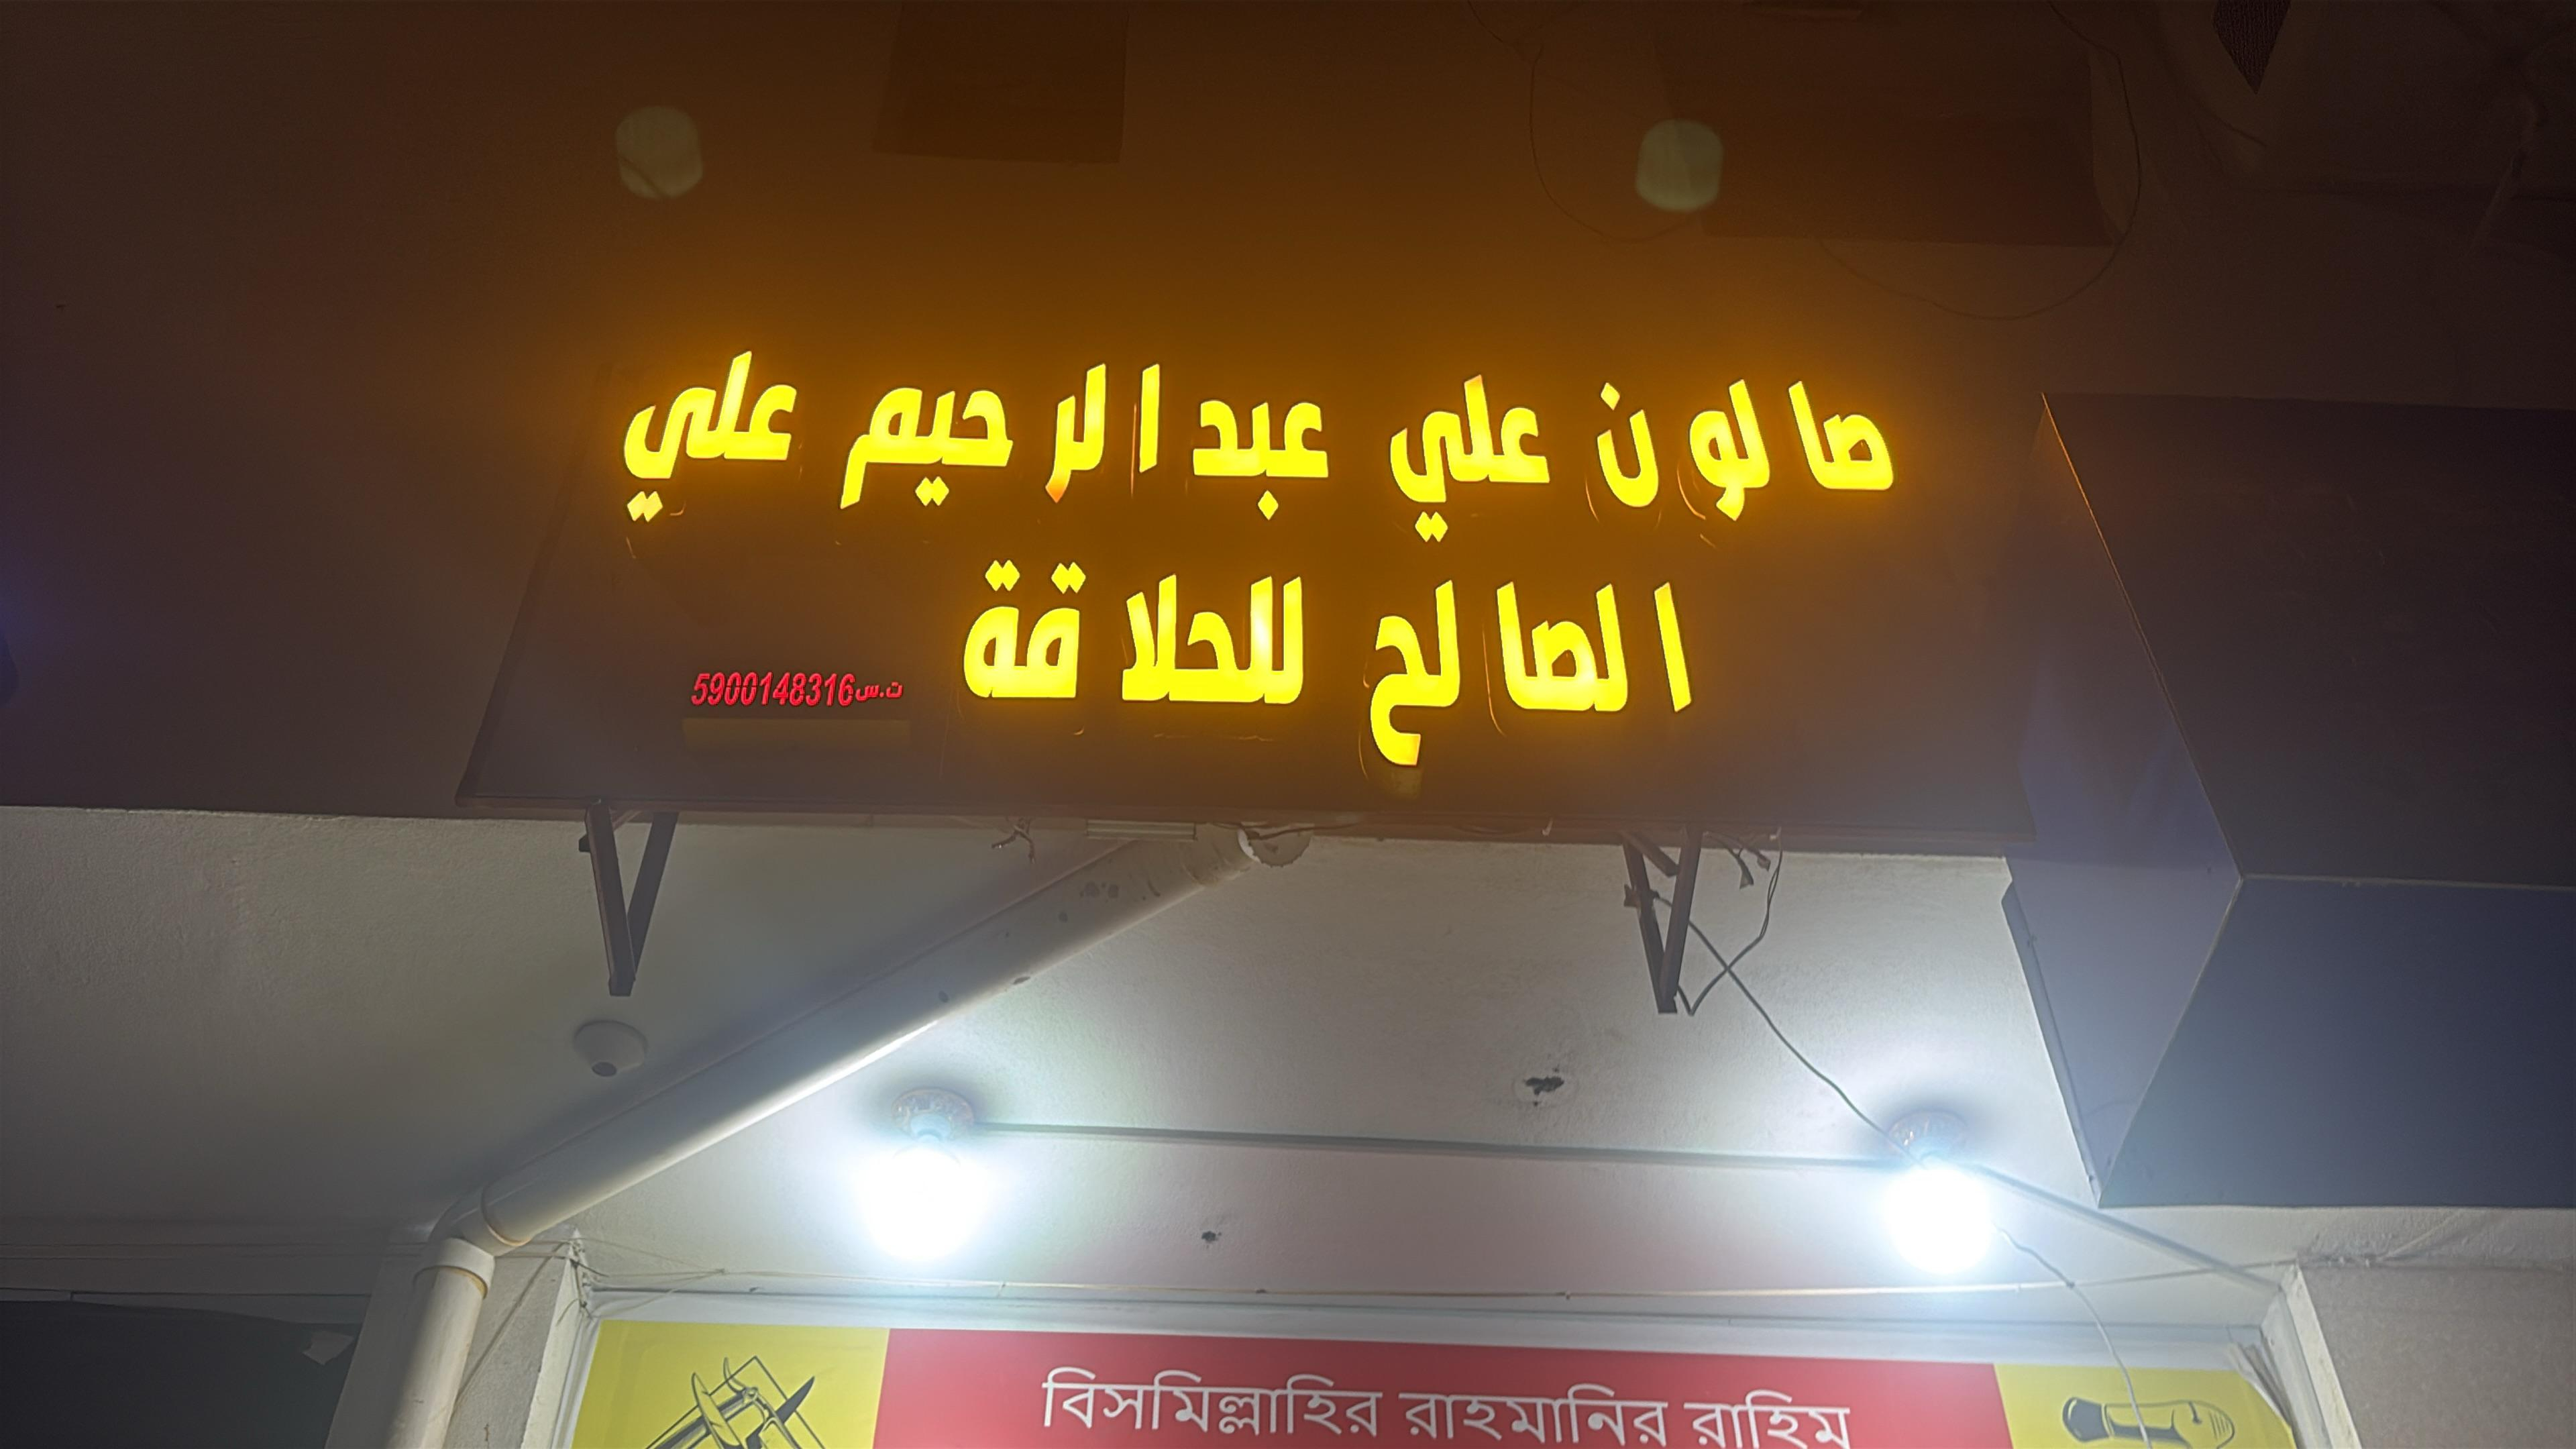 صالون علي عبدالرحيم علي
الصالح للحلاقة
ت.س5900148316
বিসমিল্লাহির রাহমানির রাহিম